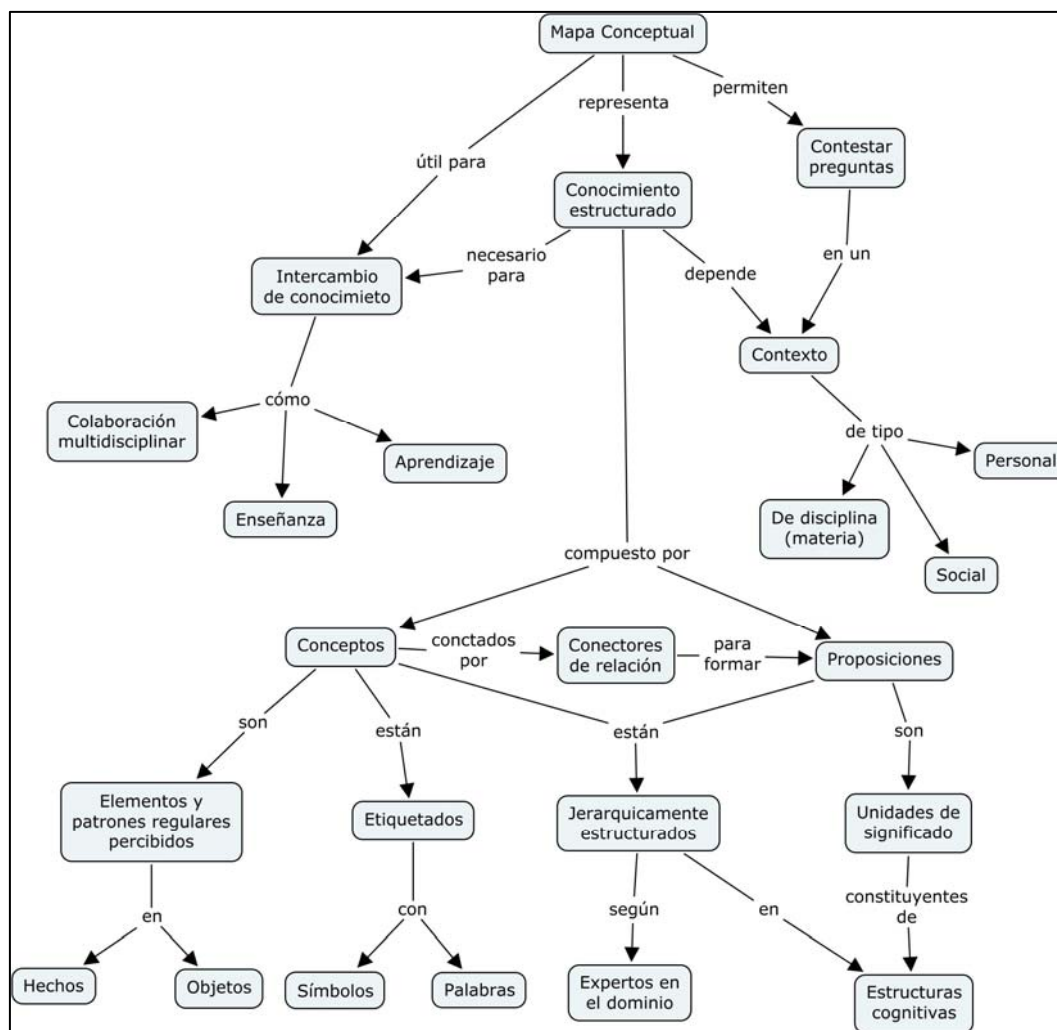 Mapa Conceptual
permiten
representa
Contestar
preguntas
útil para
Conocimiento
estructurado
necesario
para
en un
depende
Intercambio
de conocimieto
Contexto
cómo
Colaboración
multidisciplinar
de tipo
Aprendizaje
Personal
Enseñanza
De disciplina
(materia)
compuesto por
Social
Conceptos
conctados
por
Conectores
de relación
para
formar
Proposiciones
son
están
están
son
Elementos y
patrones regulares
percibidos
Etiquetados
Jerarquicamente
estructurados
Unidades de
significado
en
con
según
en
constituyentes
de
Hechos
Objetos
Símbolos
Palabras
Expertos en
el dominio
Estructuras
cognitivas